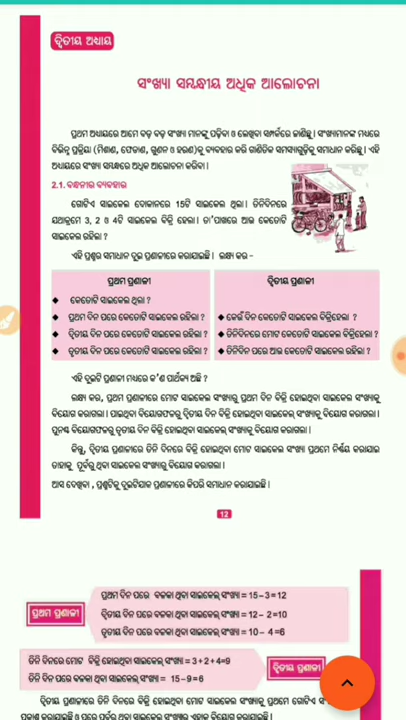 ଦ୍ୱିତୀୟ ଅଧ୍ୟାୟ
ସଂଖ୍ୟା ସମ୍ବନ୍ଧୀୟ ଅଧିକ ଆଲୋଚନା
ପ୍ରଥମ ଅଧ୍ୟାୟରେ ଆମେ ବଡ଼ ବଡ଼ ସଂଖ୍ୟା ମାନଙ୍କୁ ପଢ଼ିବା ଓ ଲେଖିବା ସମ୍ପର୍କରେ ଜାଣିଛୁ। ସଂଖ୍ୟାମାନଙ୍କ ମଧ୍ୟରେ
ବିଭିନ୍ନ ପ୍ରକ୍ରିୟା (ମିଶାଣ, ଫେଡାଣ, ଗୁଣନ ଓ ହରଣ)କୁ ବ୍ୟବହାର କରି ଗାଣିତିକ ସମସ୍ୟାଗୁଡ଼ିକୁ ସମାଧାନ କରିଛୁ। ଏହି
ଅଧ୍ୟାୟରେ ସଂଖ୍ୟା ସମ୍ବନ୍ଧରେ ଅଧିକ ଆଲୋଚନା କରିବା।
2.1. ବନ୍ଧନୀର ବ୍ୟବହାର
ଗୋଟିଏ ସାଇକେଲ ଦୋକାନରେ 15ଟି ସାଇକେଲ ଥିଲା। ତିନିଦିନରେ
ଯଥାକ୍ରମେ 3, 2 ଓ 4ଟି ସାଇକେଲ ବିକ୍ରି ହେଲା। ତା'ପାଖରେ ଆଉ କେତୋଟି
ସାଇକେଲ ରହିଲା ?
ଏହି ପ୍ରଶ୍ନର ସମାଧାନ ଦୁଇ ପ୍ରଣାଳୀରେ କରାଯାଇଛି। ଲକ୍ଷ୍ୟ କର –
ପ୍ରଥମ ପ୍ରଣାଳୀ
◆ କେତୋଟି ସାଇକେଲ ଥିଲା ?
◆ ପ୍ରଥମ ଦିନ ପରେ କେତୋଟି ସାଇକେଲ ରହିଲା ?
◆ ଦ୍ୱିତୀୟ ଦିନ ପରେ କେତୋଟି ସାଇକେଲ ରହିଲା ?
◆ ତୃତୀୟ ଦିନ ପରେ କେତୋଟି ସାଇକେଲ ରହିଲା ?
ଦ୍ୱିତୀୟ ପ୍ରଣାଳୀ
◆ କେଉଁ ଦିନ କେତୋଟି ସାଇକେଲ ବିକ୍ରିହେଲା ?
◆ ତିନିଦିନରେ ମୋଟ କେତୋଟି ସାଇକେଲ ବିକ୍ରିହେଲା ?
◆ ତିନିଦିନ ପରେ ଆଉ କେତୋଟି ସାଇକେଲ ରହିଲା ?
ଏହି ଦୁଇଟି ପ୍ରଣାଳୀ ମଧ୍ୟରେ କ'ଣ ପାର୍ଥକ୍ୟ ଅଛି ?
ଲକ୍ଷ୍ୟ କର, ପ୍ରଥମ ପ୍ରଣାଳୀରେ ମୋଟ ସାଇକେଲ ସଂଖ୍ୟାରୁ ପ୍ରଥମ ଦିନ ବିକ୍ରି ହୋଇଥିବା ସାଇକେଲ ସଂଖ୍ୟାକୁ
ବିୟୋଗ କରାଗଲା। ପାଇଥିବା ବିୟୋଗଫଳରୁ ଦ୍ୱିତୀୟ ଦିନ ବିକ୍ରି ହୋଇଥିବା ସାଇକେଲ୍ ସଂଖ୍ୟାକୁ ବିୟୋଗ କରାଗଲା।
ପୁନଶ୍ଚ ବିୟୋଗଫଳରୁ ତୃତୀୟ ଦିନ ବିକ୍ରି ହୋଇଥିବା ସାଇକେଲ୍ ସଂଖ୍ୟାକୁ ବିୟୋଗ କରାଗଲା।
କିନ୍ତୁ, ଦ୍ୱିତୀୟ ପ୍ରଣାଳୀରେ ତିନି ଦିନରେ ବିକ୍ରି ହୋଇଥିବା ମୋଟ ସାଇକେଲ ସଂଖ୍ୟା ପ୍ରଥମେ ନିର୍ଣ୍ଣୟ କରାଯାଇ
ତାହାକୁ ପୂର୍ବରୁ ଥିବା ସାଇକେଲ ସଂଖ୍ୟାରୁ ବିୟୋଗ କରାଗଲା।
ଆସ ଦେଖିବା, ପ୍ରଶ୍ନଟିକୁ ଦୁଇଟିଯାକ ପ୍ରଣାଳୀରେ କିପରି ସମାଧାନ କରାଯାଇଛି।
12
ପ୍ରଥମ ପ୍ରଣାଳୀ
ପ୍ରଥମ ଦିନ ପରେ ବଳକା ଥିବା ସାଇକେଲ୍ ସଂଖ୍ୟା = 15 – 3 = 12
ଦ୍ୱିତୀୟ ଦିନ ପରେ ବଳକା ଥିବା ସାଇକେଲ୍ ସଂଖ୍ୟା = 12 – 2 =10
ତୃତୀୟ ଦିନ ପରେ ବଳକା ଥିବା ସାଇକେଲ୍ ସଂଖ୍ୟା = 10 – 4 =6
ତିନି ଦିନରେ ମୋଟ ବିକ୍ରି ହୋଇଥିବା ସାଇକେଲ୍ ସଂଖ୍ୟା = 3 + 2 + 4=9
ତିନି ଦିନ ପରେ ବଳକା ଥିବା ସାଇକେଲ୍ ସଂଖ୍ୟା = 15 – 9 = 6
ଦ୍ୱିତୀୟ ପ୍ରଣାଳୀ
ଦ୍ୱିତୀୟ ପ୍ରଣାଳୀରେ ତିନି ଦିନରେ ବିକ୍ରି ହୋଇଥିବା ମୋଟ ସାଇକେଲ୍ ସଂଖ୍ୟାକୁ ପ୍ରଥମେ ଗୋଟିଏ